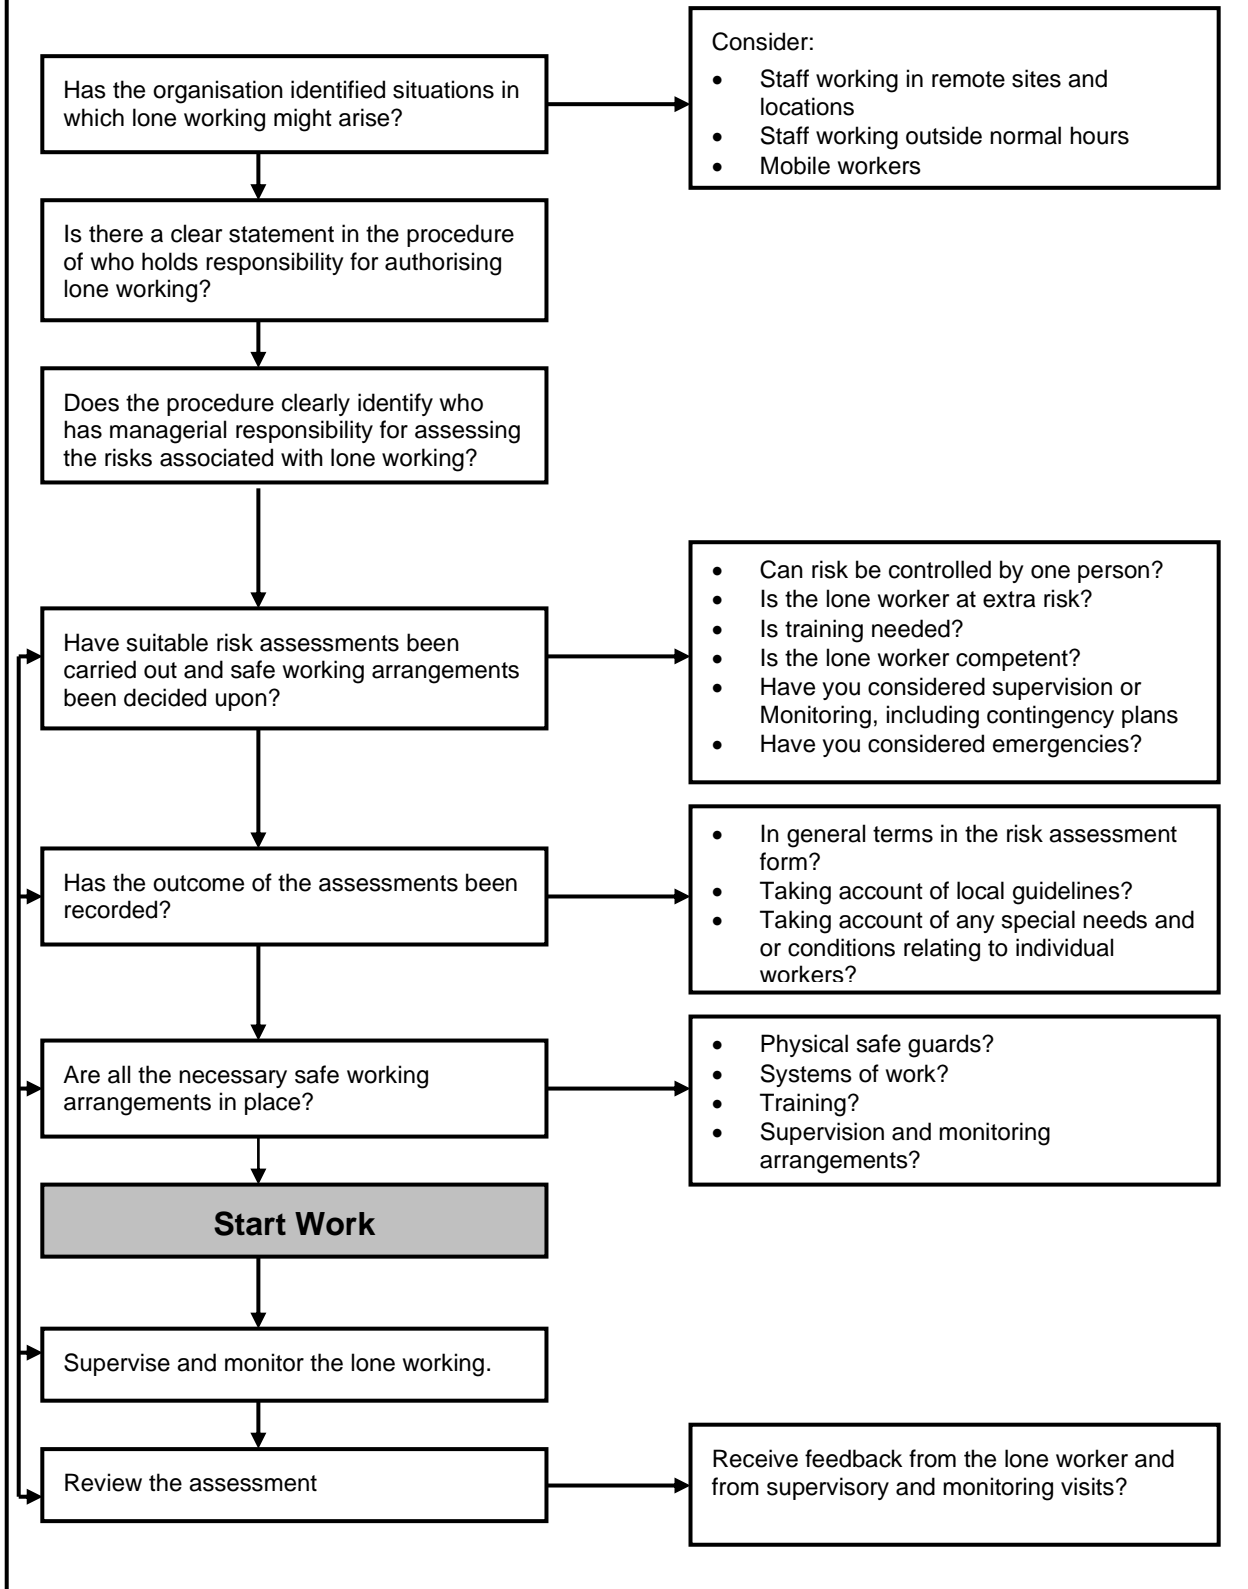 Has the organisation identified situations in
which lone working might arise?
Consider:
• Staff working in remote sites and
locations
• Staff working outside normal hours
• Mobile workers
Is there a clear statement in the procedure
of who holds responsibility for authorising
lone working?
Does the procedure clearly identify who
has managerial responsibility for assessing
the risks associated with lone working?
Have suitable risk assessments been
carried out and safe working arrangements
been decided upon?
• Can risk be controlled by one person?
• Is the lone worker at extra risk?
• Is training needed?
• Is the lone worker competent?
• Have you considered supervision or
Monitoring, including contingency plans
• Have you considered emergencies?
Has the outcome of the assessments been
recorded?
• In general terms in the risk assessment
form?
• Taking account of local guidelines?
• Taking account of any special needs and
or conditions relating to individual
workers?
Are all the necessary safe working
arrangements in place?
• Physical safe guards?
• Systems of work?
• Training?
• Supervision and monitoring
arrangements?
Start Work
Supervise and monitor the lone working.
Review the assessment
Receive feedback from the lone worker and
from supervisory and monitoring visits?